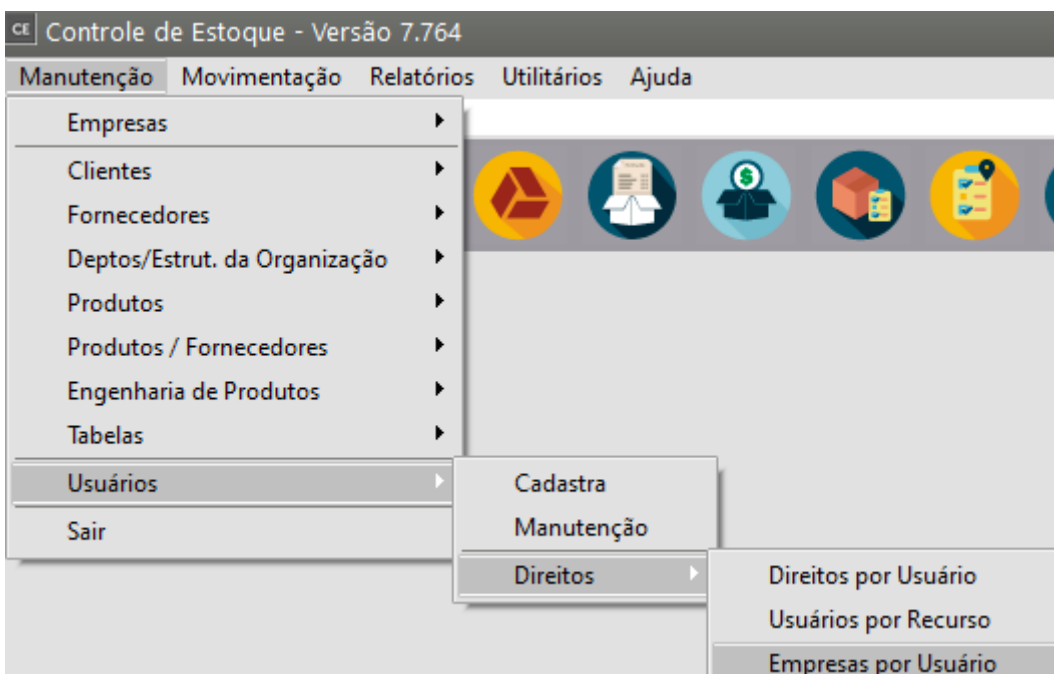 CE Controle de Estoque - Versão 7.764
Manutenção Movimentação Relatórios Utilitários Ajuda
Empresas
Clientes
Fornecedores
Deptos/Estrut. da Organização
Produtos
Produtos / Fornecedores
Engenharia de Produtos
Tabelas
Usuários
Sair
Cadastra
Manutenção
Direitos
Direitos por Usuário
Usuários por Recurso
Empresas por Usuário